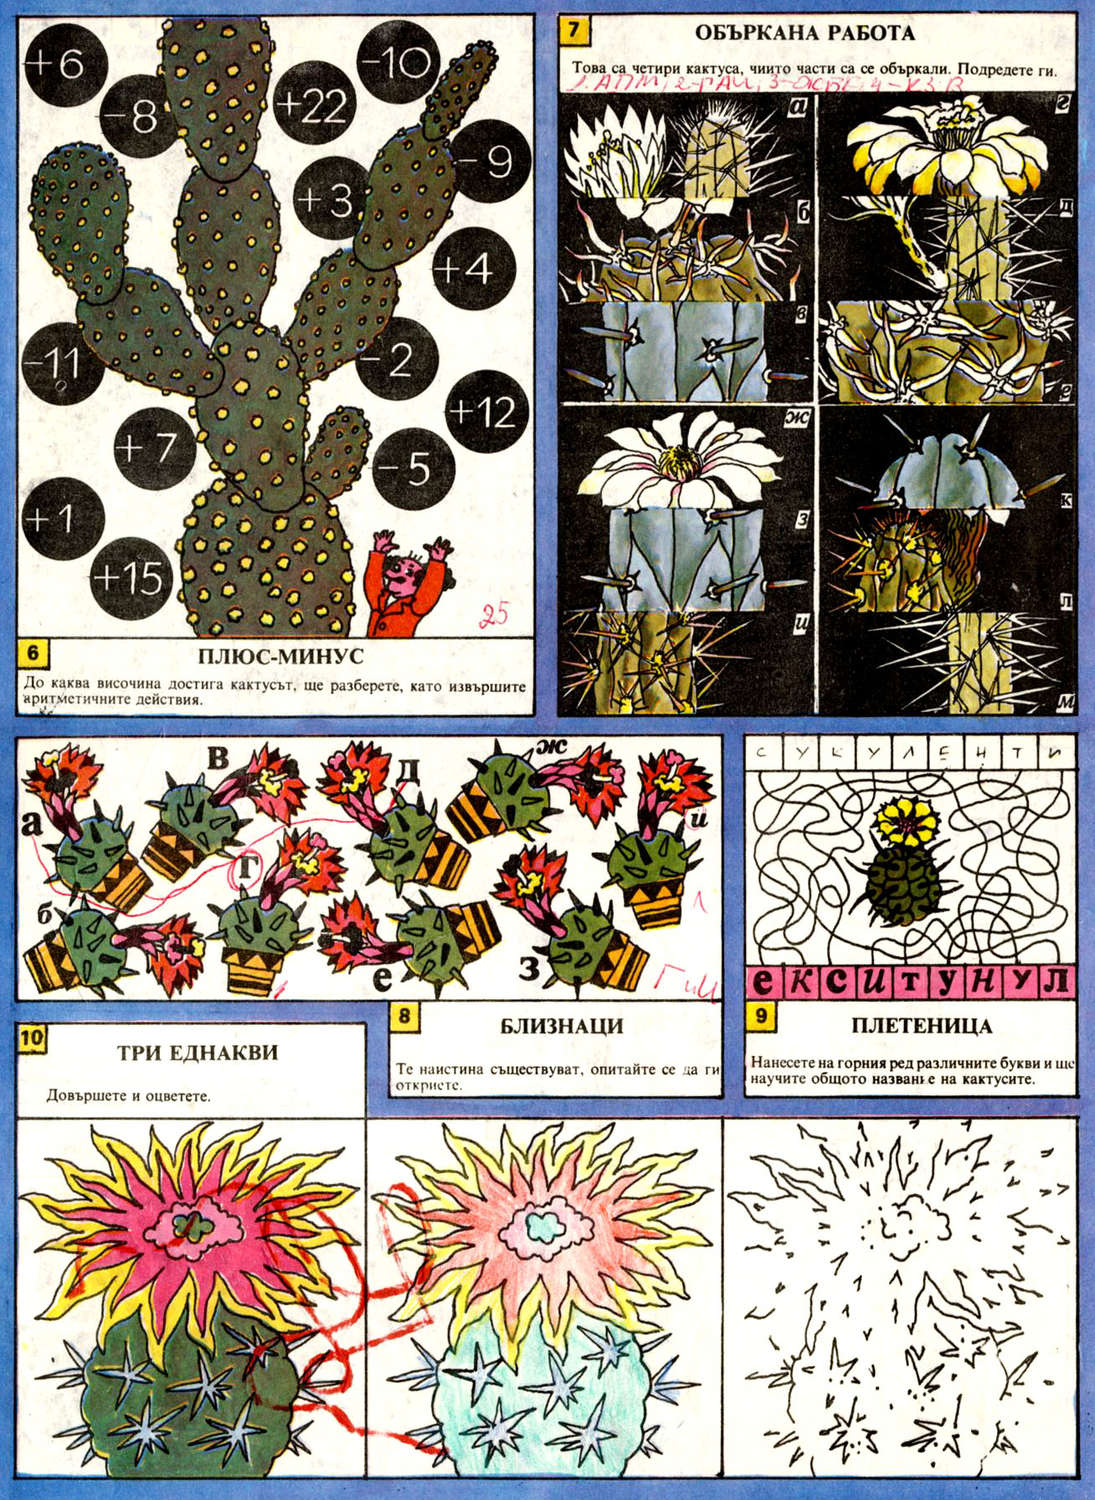 +6
-8
+22
-10
-9
+3
+4
-11
-2
+12
+7
-5
+1
+15
25
6
ПЛЮС-МИНУС
До каква височина достига кактусът, ще разберете, като извършите
аритметичните действия.
7
ОБЪРКАНА РАБОТА
Това са четири кактуса, чиито части са се объркали. Подредете ги.
а
б
в
г
д
е
ж
з
и
к
л
м
а
б
в
г
д
е
ж
з
и
Г и И
8
БЛИЗНАЦИ
Те наистина съществуват, опитайте се да ги
откристе.
СУКУЛЕНТИ
ЕКСИТУНУЛ
9
ПЛЕТЕНИЦА
Нанесете на горния ред различните букви и ще
научите общото название на кактусите.
10
ТРИ ЕДНАКВИ
Довършете и оцветете.